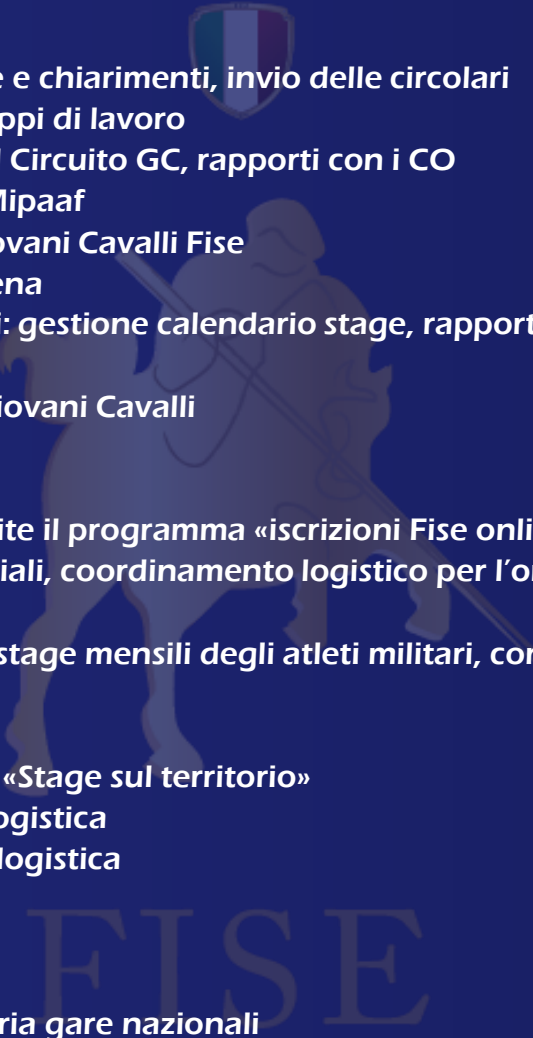 e e chiarimenti, invio delle circolari
ppi di lavoro
Circuito GC, rapporti con i CO
Mipaaf
ovani Cavalli Fise
ena
i: gestione calendario stage, rapport
iovani Cavalli
ite il programma «iscrizioni Fise onli
iali, coordinamento logistico per l’or
stage mensili degli atleti militari, con
«Stage sul territorio»
ogistica
logistica
FISE
ria gare nazionali